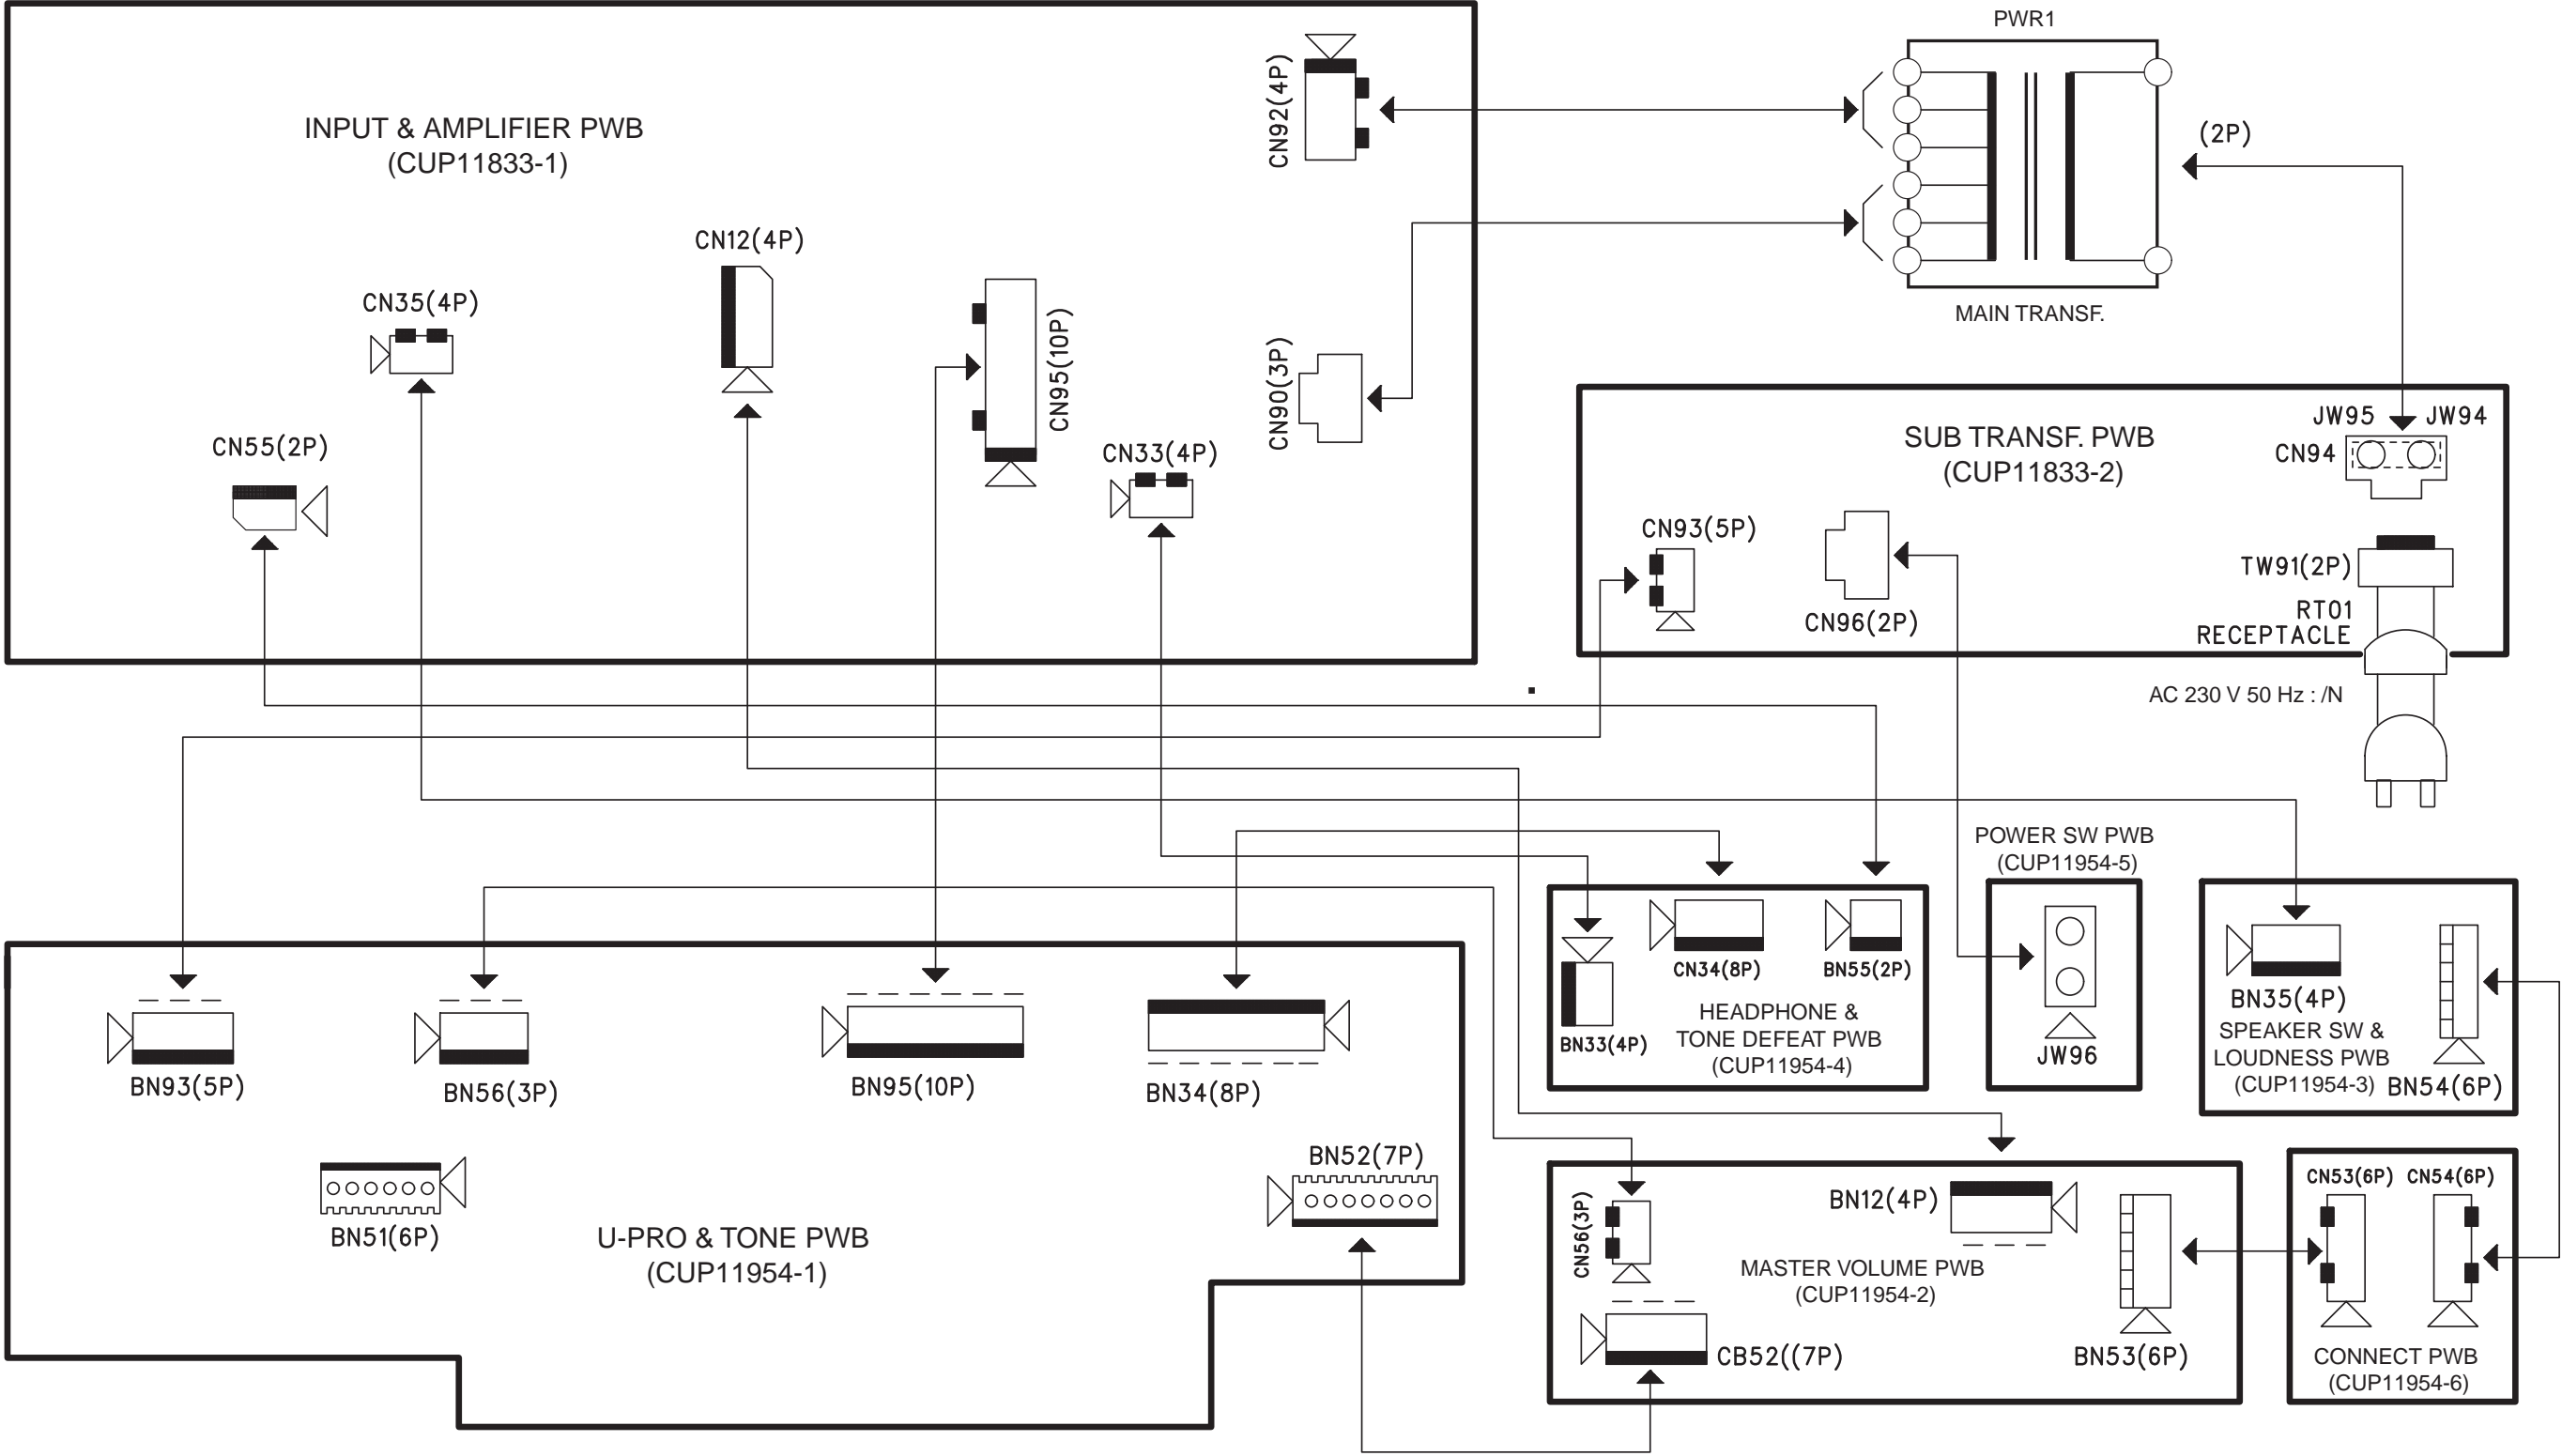 PWR1
CN92(4P)
INPUT & AMPLIFIER PWB
(CUP11833-1)
(2P)
CN12(4P)
CN35(4P)
CN95(10P)
CN90(3P)
MAIN TRANSF.
CN55(2P)
CN33(4P)
JW95 JW94
SUB TRANSF. PWB
(CUP11833-2)
CN94
CN93(5P)
TW91(2P)
CN96(2P)
RT01
RECEPTACLE
AC 230 V 50 Hz : /N
POWER SW PWB
(CUP11954-5)
JW96
BN33(4P)
CN34(8P)
BN55(2P)
HEADPHONE &
TONE DEFEAT PWB
(CUP11954-4)
BN35(4P)
SPEAKER SW &
LOUDNESS PWB
(CUP11954-3)
BN54(6P)
BN93(5P)
BN56(3P)
BN95(10P)
BN34(8P)
BN52(7P)
BN51(6P)
U-PRO & TONE PWB
(CUP11954-1)
CN56(3P)
BN12(4P)
MASTER VOLUME PWB
(CUP11954-2)
CB52((7P)
BN53(6P)
CN53(6P) CN54(6P)
CONNECT PWB
(CUP11954-6)